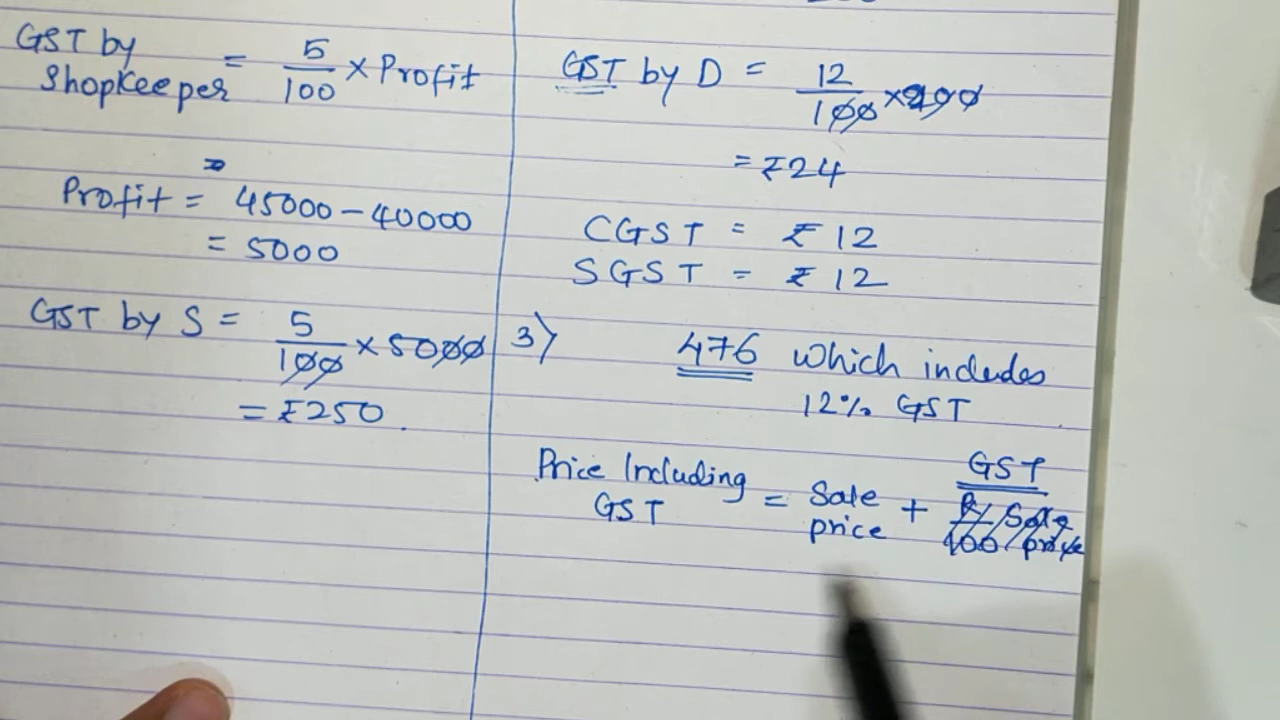 GST by
Shopkeeper = 5/100 × Profit
=
Profit = 45000 - 40000
= 5000
GST by S = 5/100 × 5000
= ₹250.
GST by D = 12/100 × 200
= ₹24
CGST = ₹12
SGST = ₹12
3) 476 which includes
12% GST
Price Including
GST = Sale
price + GST
R/100 Sale
price